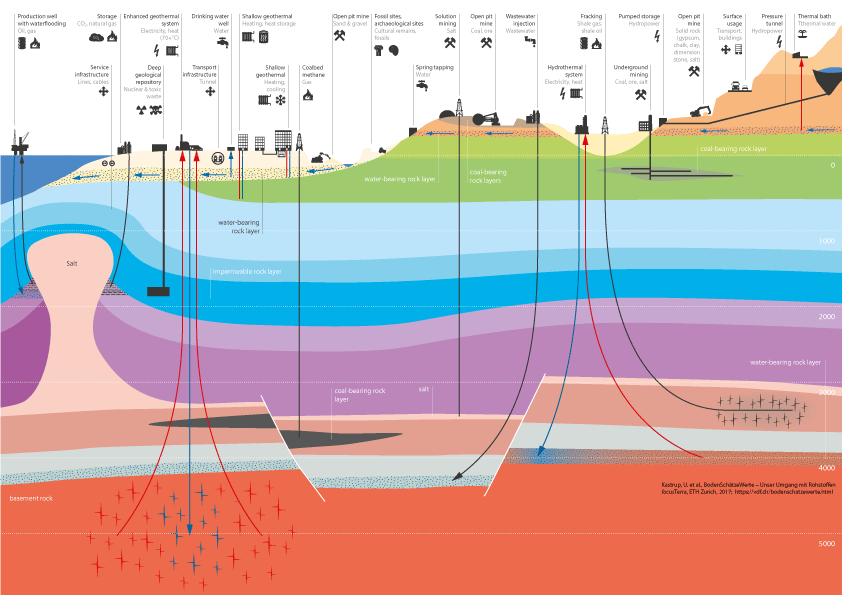 Production well
with waterflooding
Oil, gas
Storage
CO₂, natural gas
Enhanced geothermal
system
Electricity, heat
(70+°C)
Drinking water
well
Water
Shallow geothermal
Heating, heat storage
Open pit mine
Sand & gravel
Fossil sites,
archaeological sites
Cultural remains,
fossils
Solution
mining
Salt
Open pit
mine
Coal, ore
Wastewater
injection
Wastewater
Fracking
Shale gas,
shale oil
Pumped storage
Hydropower
Open pit
mine
Solid rock
(gypsum,
chalk, clay,
dimension
stone, salt)
Surface
usage
Transport,
buildings
Pressure
tunnel
Hydropower
Thermal bath
Tthermal water
Service
infrastructure
Lines, cables
Deep
geological
repository
Nuclear & toxic
waste
Transport
infrastructure
Tunnel
Shallow
geothermal
Heating,
cooling
Coalbed
methane
Gas
Spring tapping
Water
Hydrothermal
system
Electricity, heat
Underground
mining
Coal, ore, salt
coal-bearing rock layer
0
water-bearing rock layer
coal-bearing
rock layers
water-bearing
rock layer
1000
Salt
impermeable rock layer
2000
water-bearing rock layer
coal-bearing rock
layer
salt
3000
4000
basement rock
Kastrup, U. et al., BodenSchätzeWerte – Unser Umgang mit Rohstoffen
focusTerra, ETH Zurich, 2017; https://vdf.ch/bodenschatzewerte.html
5000